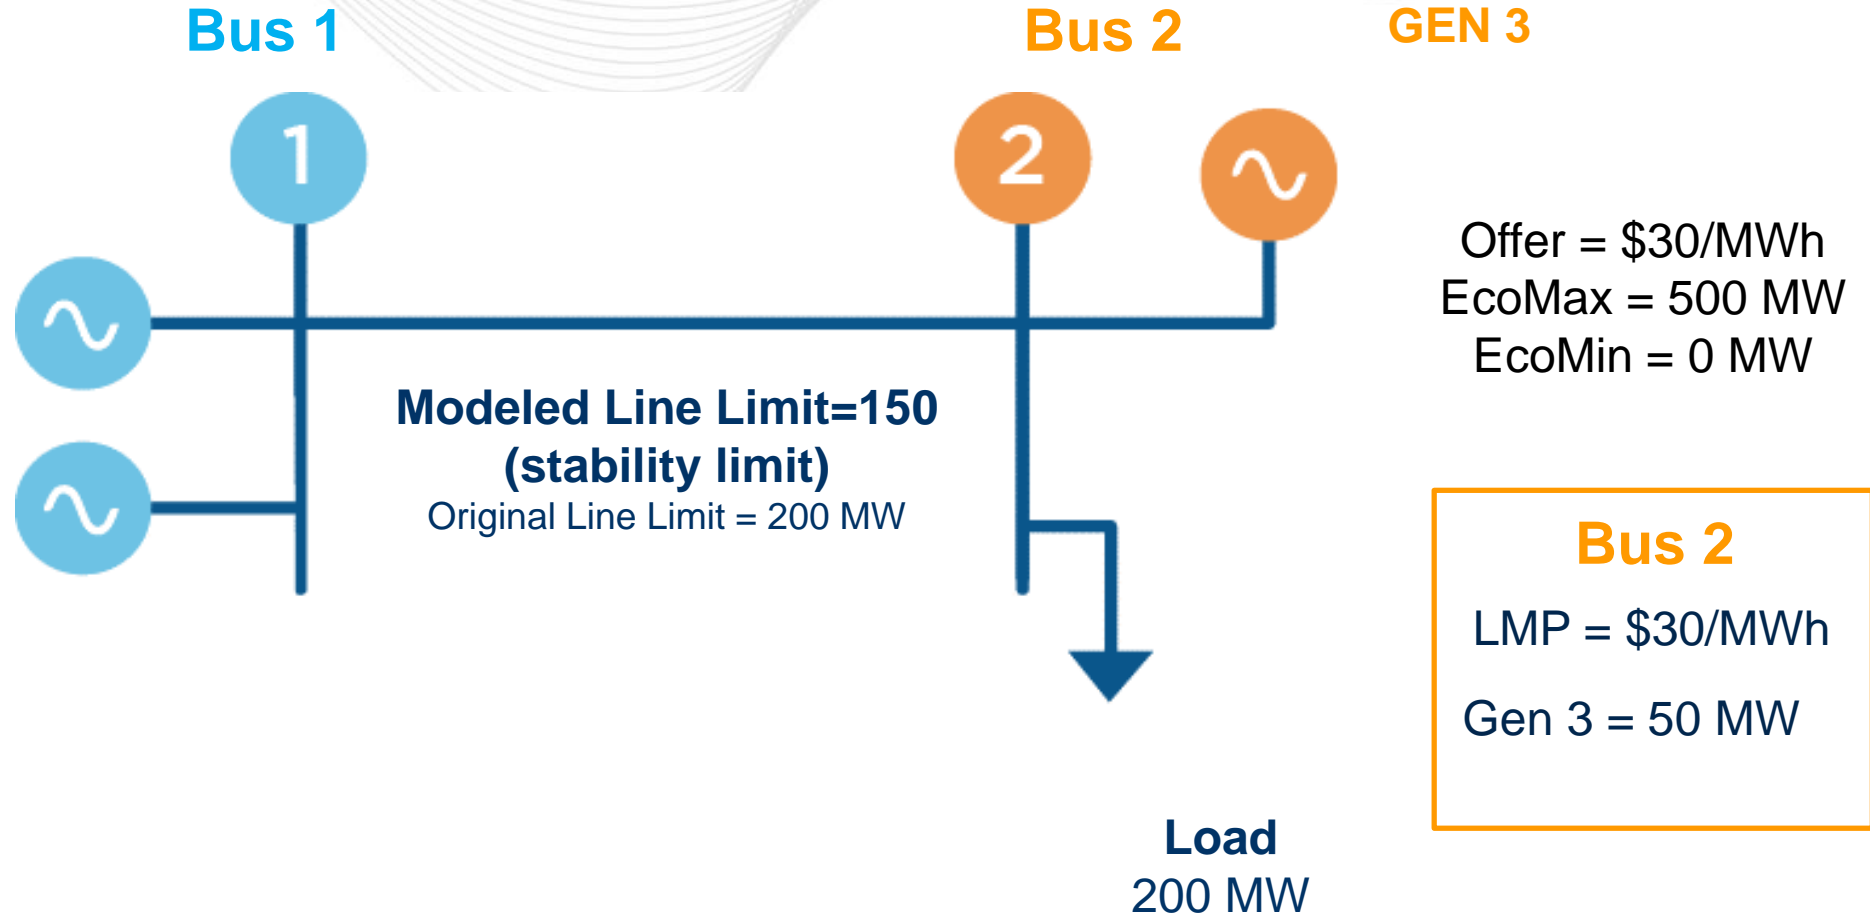 Bus 1
Bus 2
GEN 3
1
2
Offer = $30/MWh
EcoMax = 500 MW
EcoMin = 0 MW
Modeled Line Limit=150
(stability limit)
Original Line Limit = 200 MW
Bus 2
LMP = $30/MWh
Gen 3 = 50 MW
Load
200 MW